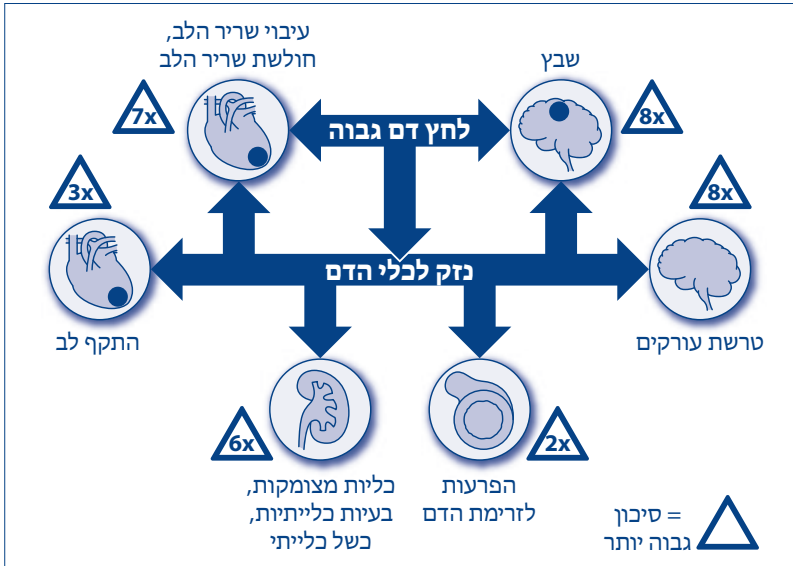 עיבוי שריר הלב,
חולשת שריר הלב
שבץ
7x
8x
לחץ דם גבוה
3x
8x
נזק לכלי הדם
התקף לב
טרשת עורקים
6x
2x
כליות מצומקות,
בעיות כלייתיות,
כשל כלייתי
הפרעות
לזרימת הדם
= סיכון
גבוה יותר